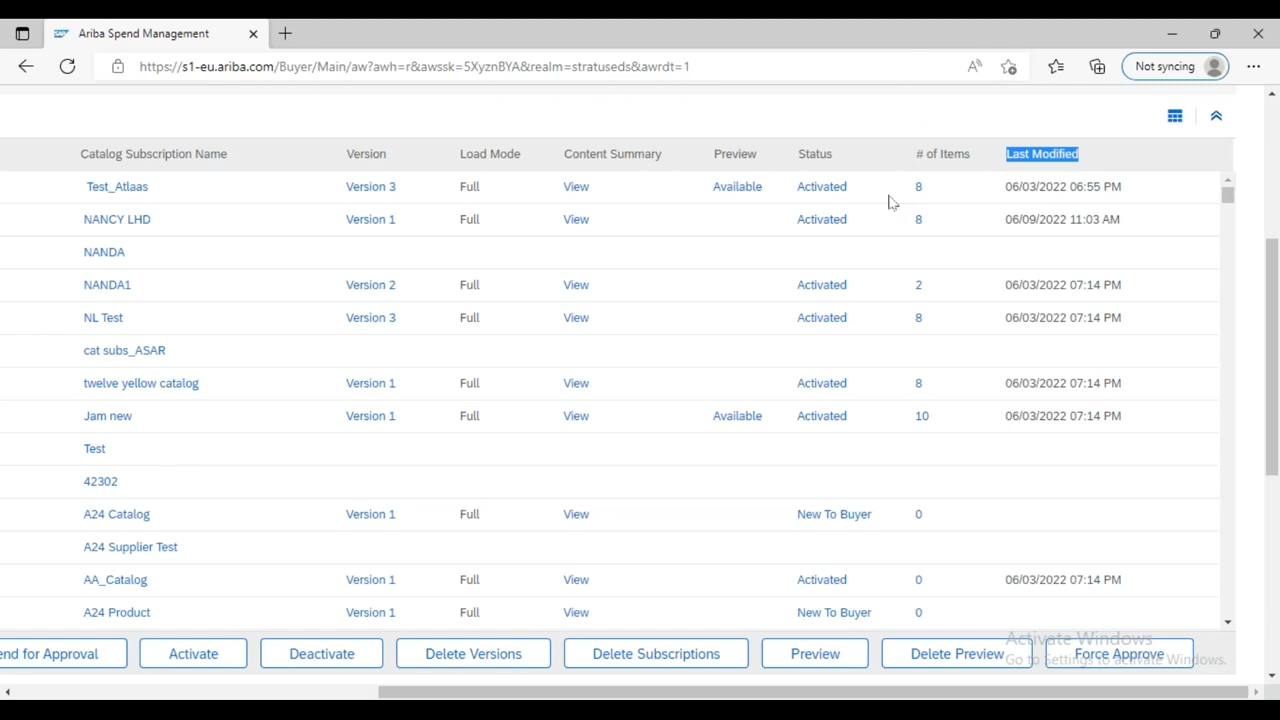 Ariba Spend Management
https://s1-eu.ariba.com/Buyer/Main/aw?awh=r&awssk=5XyznBYA&realm=stratuseds&awrdt=1
Not syncing
Catalog Subscription Name Version Load Mode Content Summary Preview Status # of Items Last Modified
Test_Atlaas Version 3 Full View Available Activated 8 06/03/2022 06:55 PM
NANCY LHD Version 1 Full View Activated 8 06/09/2022 11:03 AM
NANDA
NANDA1 Version 2 Full View Activated 2 06/03/2022 07:14 PM
NL Test Version 3 Full View Activated 8 06/03/2022 07:14 PM
cat subs_ASAR
twelve yellow catalog Version 1 Full View Activated 8 06/03/2022 07:14 PM
Jam new Version 1 Full View Available Activated 10 06/03/2022 07:14 PM
Test
42302
A24 Catalog Version 1 Full View New To Buyer 0
A24 Supplier Test
AA_Catalog Version 1 Full View Activated 0 06/03/2022 07:14 PM
A24 Product Version 1 Full View New To Buyer 0
end for Approval Activate Deactivate Delete Versions Delete Subscriptions Preview Delete Preview Force Approve
Activate Windows
Go to Settings to activate Windows.